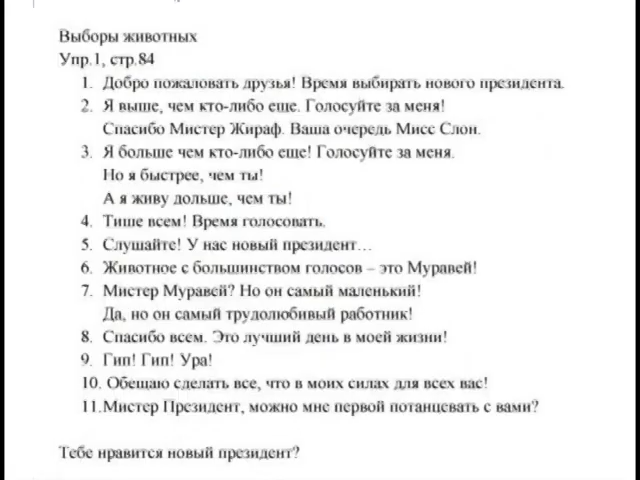 Выборы животных
Упр.1, стр.84
1. Добро пожаловать друзья! Время выбирать нового президента.
2. Я выше, чем кто-либо еще. Голосуйте за меня!
Спасибо Мистер Жираф. Ваша очередь Мисс Слон.
3. Я больше чем кто-либо еще! Голосуйте за меня.
Но я быстрее, чем ты!
А я живу дольше, чем ты!
4. Тише всем! Время голосовать.
5. Слушайте! У нас новый президент…
6. Животное с большинством голосов – это Муравей!
7. Мистер Муравей? Но он самый маленький!
Да, но он самый трудолюбивый работник!
8. Спасибо всем. Это лучший день в моей жизни!
9. Гип! Гип! Ура!
10. Обещаю сделать все, что в моих силах для всех вас!
11.Мистер Президент, можно мне первой потанцевать с вами?
Тебе нравится новый президент?